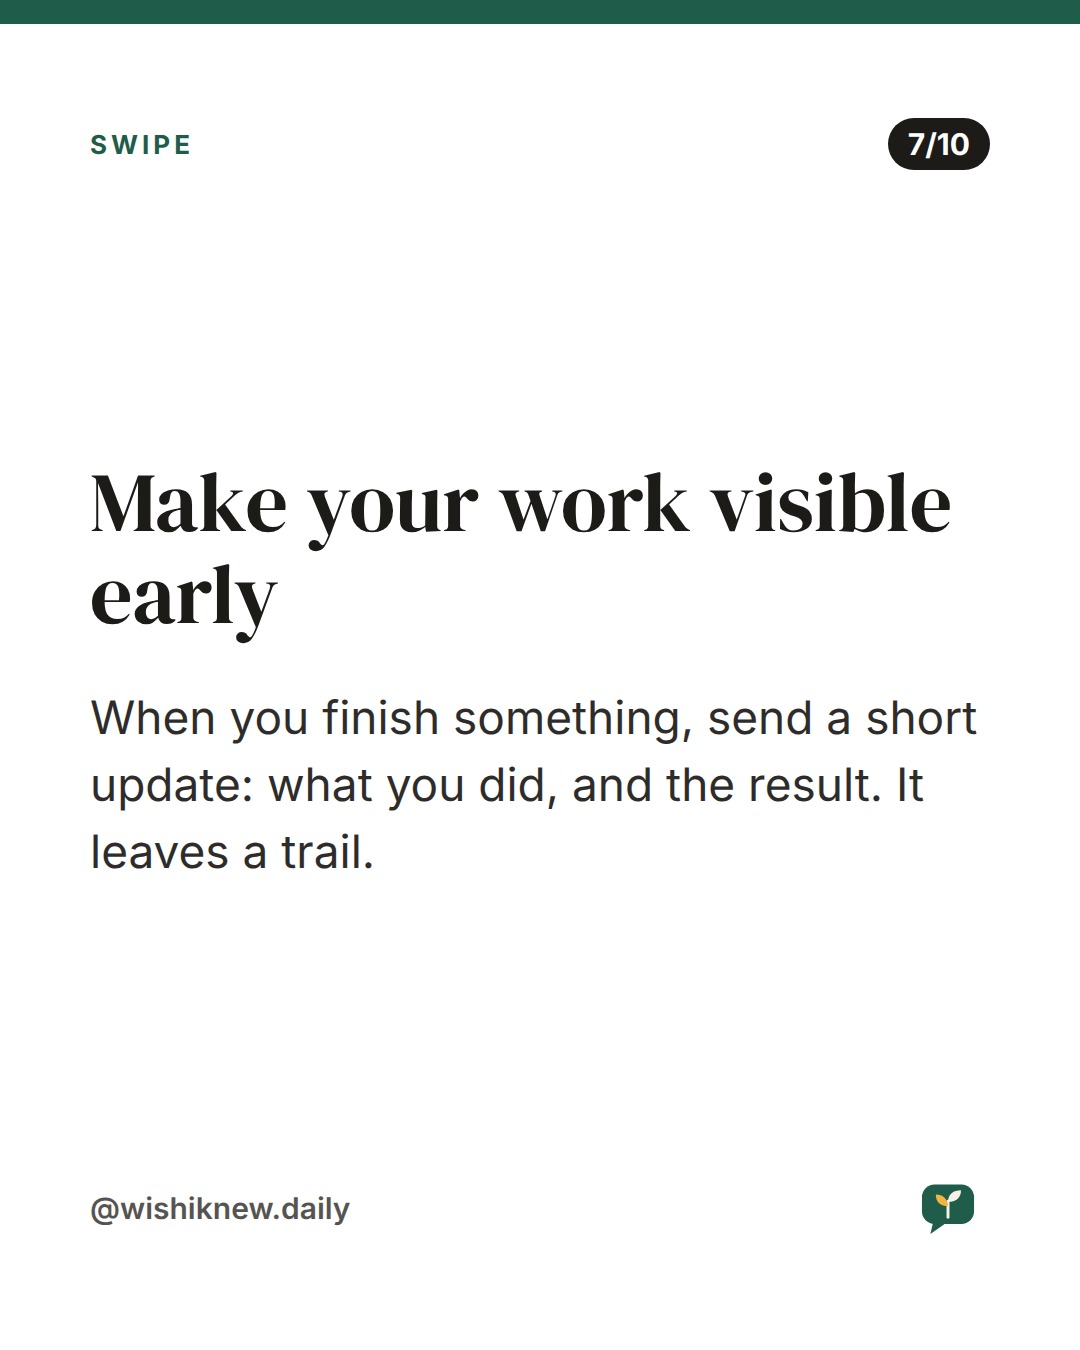 SWIPE
7/10
Make your work visible
early
When you finish something, send a short
update: what you did, and the result. It
leaves a trail.
@wishiknew.daily